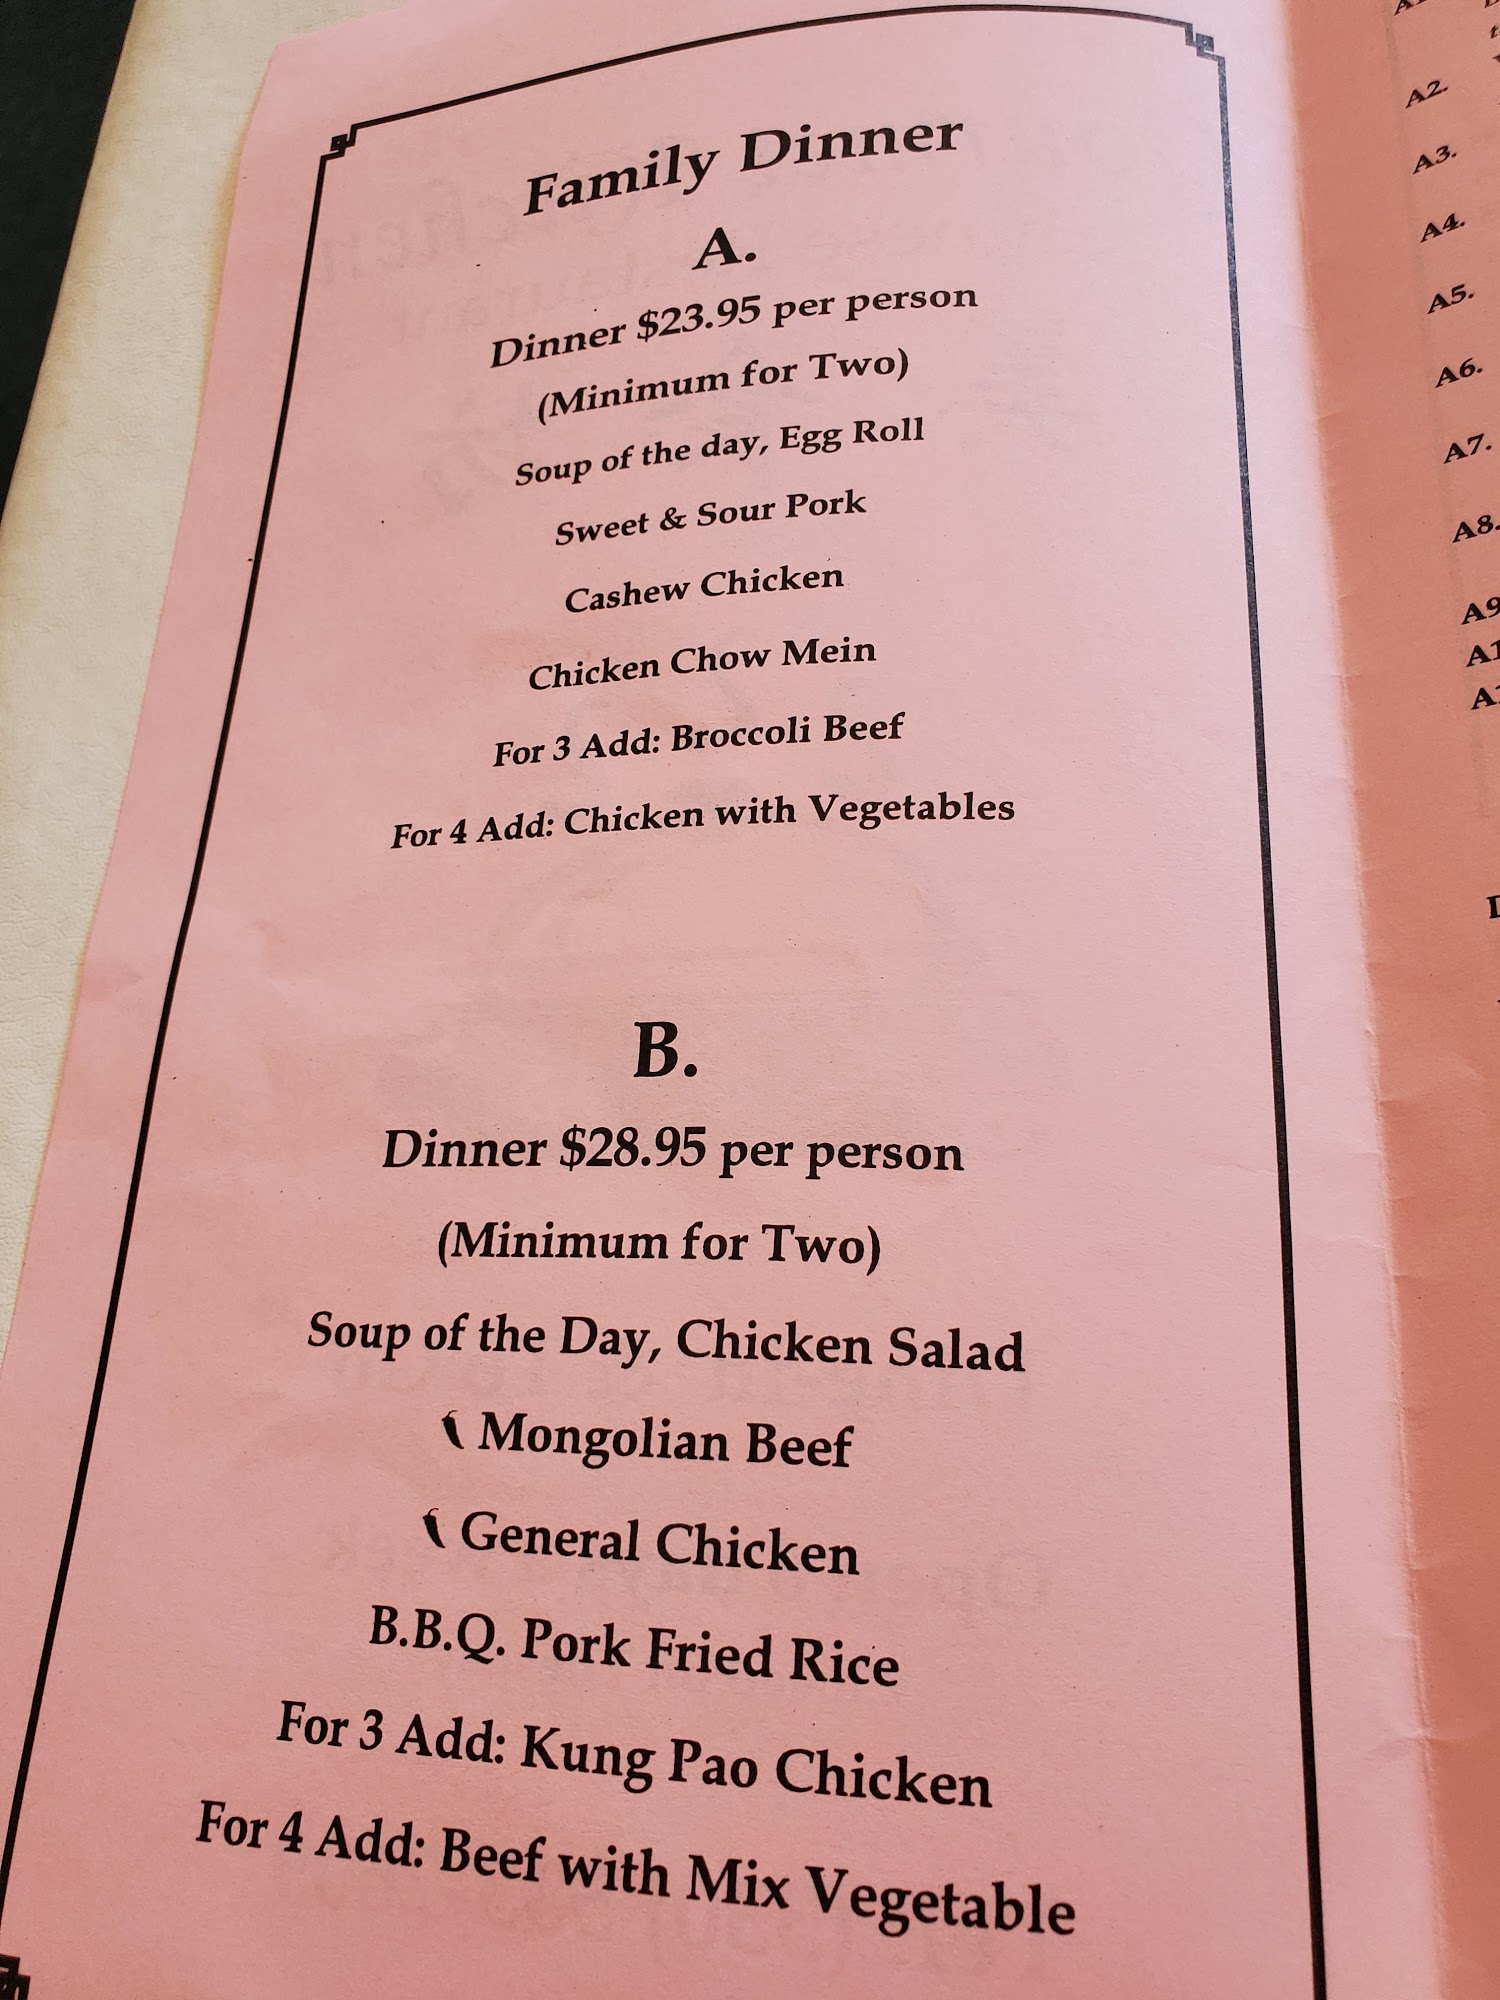 Family Dinner
A.
Dinner $23.95 per person
(Minimum for Two)
Soup of the day, Egg Roll
Sweet & Sour Pork
Cashew Chicken
Chicken Chow Mein
For 3 Add: Broccoli Beef
For 4 Add: Chicken with Vegetables
B.
Dinner $28.95 per person
(Minimum for Two)
Soup of the Day, Chicken Salad
Mongolian Beef
General Chicken
B.B.Q. Pork Fried Rice
For 3 Add: Kung Pao Chicken
For 4 Add: Beef with Mix Vegetable
A2.
A3.
A4.
A5.
A6.
A7.
A8.
A9